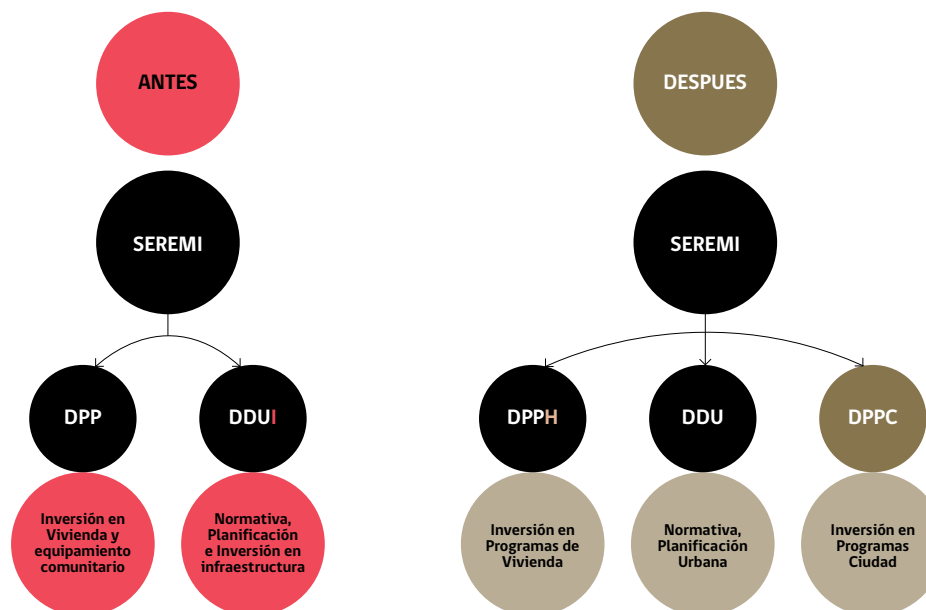 ANTES
SEREMI
DPP
DDUI
Inversión en
Vivienda y
equipamiento
comunitario
Normativa,
Planificación
e Inversión en
infraestructura
DESPUES
SEREMI
DPPH
DDU
DPPC
Inversión en
Programas de
Vivienda
Normativa,
Planificación
Urbana
Inversión en
Programas
Ciudad